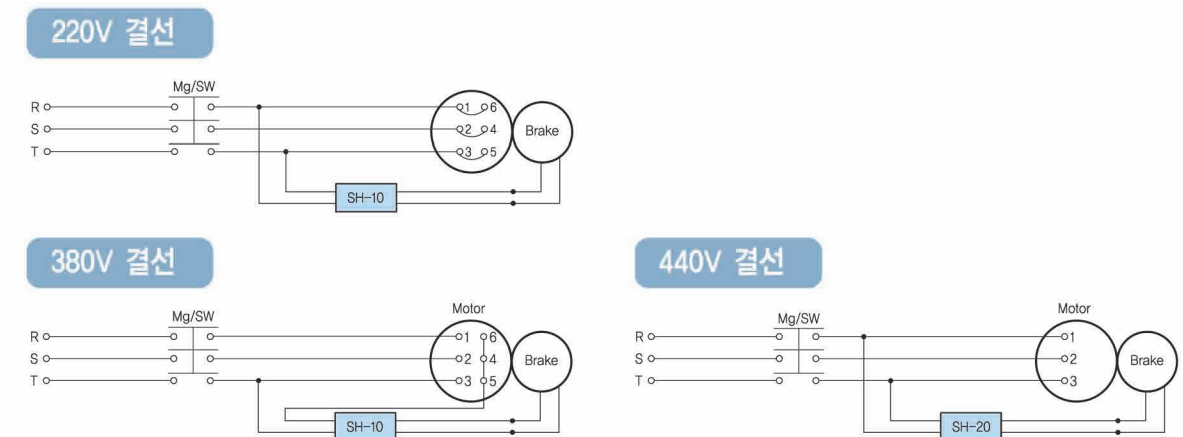 220V 결선
Mg/SW
R
S
T
1 6
2 4
3 5
Brake
SH-10
380V 결선
Mg/SW
Motor
R
S
T
1 6
2 4
3 5
Brake
SH-10
440V 결선
Mg/SW
Motor
R
S
T
1
2
3
Brake
SH-20